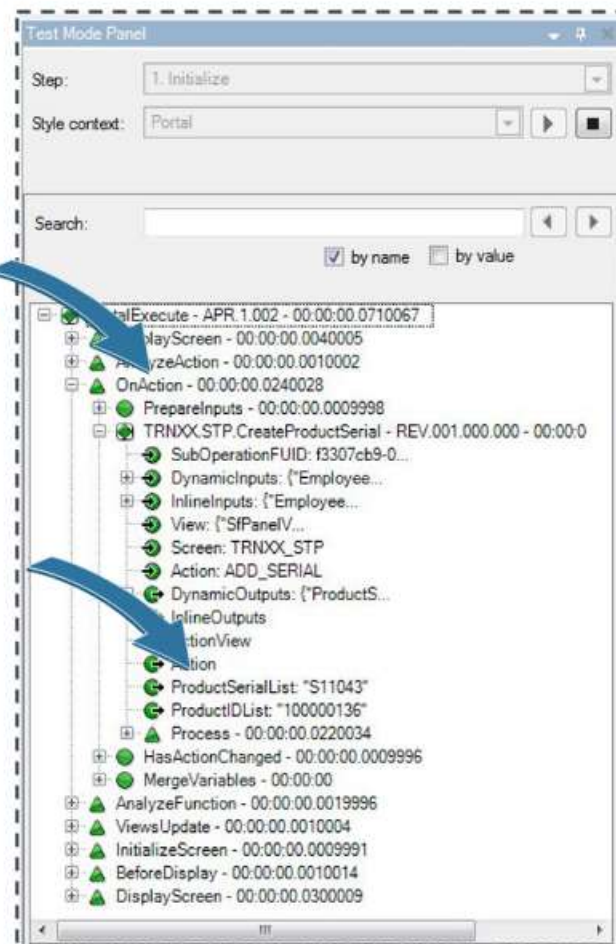 Test Mode Panel
Step: 1. Initialize
Style context: Portal
Search:
by name by value
talExecute - APR.1.002 - 00:00:00.0710067
playScreen - 00:00:00.0040005
yzeAction - 00:00:00.0010002
OnAction - 00:00:00.0240028
PrepareInputs - 00:00:00.0009998
TRNXX.STP.CreateProductSerial - REV.001.000.000 - 00:00:0
SubOperationFUID: f3307cb9-0...
DynamicInputs: {"Employee...
InlineInputs: {"Employee...
View: {"SfPanelV...
Screen: TRNXX_STP
Action: ADD_SERIAL
DynamicOutputs: {"ProductS...
InlineOutputs
ctionView
Action
ProductSerialList: "S11043"
ProductIDList: "100000136"
Process - 00:00:00.0220034
HasActionChanged - 00:00:00.0009996
MergeVariables - 00:00:00
AnalyzeFunction - 00:00:00.0019996
ViewsUpdate - 00:00:00.0010004
InitializeScreen - 00:00:00.0009991
BeforeDisplay - 00:00:00.0010014
DisplayScreen - 00:00:00.0300009